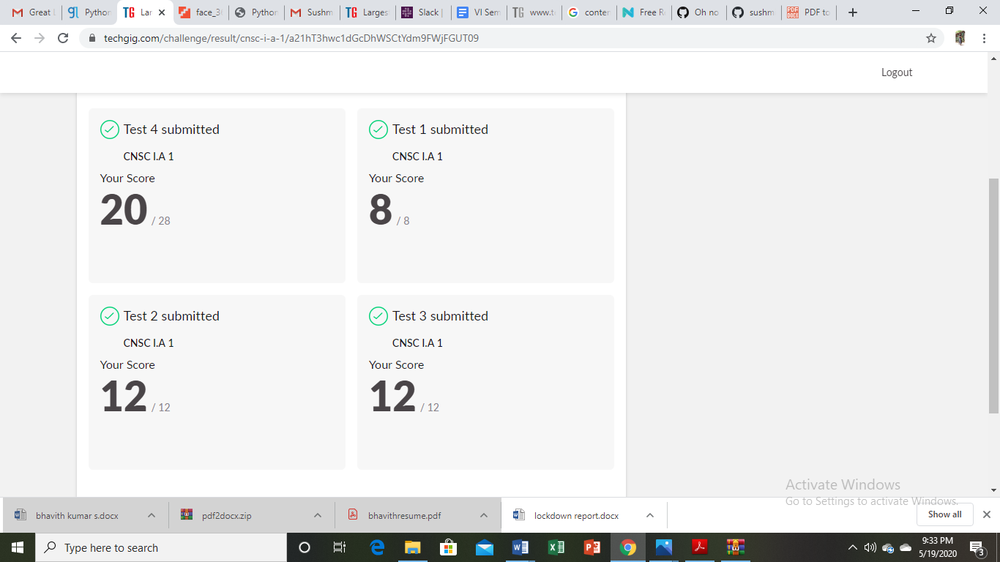 Great
Python
Lar
face_3
Python
Sushm
Larges
Slack |
VI Sem
www.t
conter
Free R
Oh no
sushm
PDF to
techgig.com/challenge/result/cnsc-i-a-1/a21hT3hwc1dGcDhWSCtYdm9FWjFGUT09
Logout
Test 4 submitted
CNSC I.A 1
Your Score
20 / 28
Test 1 submitted
CNSC I.A 1
Your Score
8 / 8
Test 2 submitted
CNSC I.A 1
Your Score
12 / 12
Test 3 submitted
CNSC I.A 1
Your Score
12 / 12
Activate Windows
Go to Settings to activate Windows.
bhavith kumar s.docx
pdf2docx.zip
bhavithresume.pdf
lockdown report.docx
Show all
Type here to search
9:33 PM
5/19/2020
3